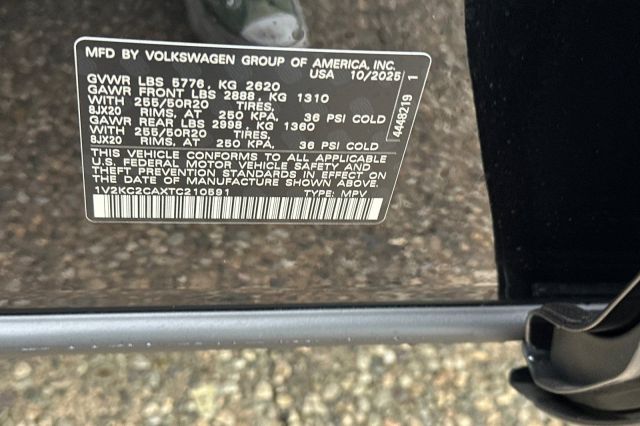 MFD BY VOLKSWAGEN GROUP OF AMERICA, INC.
USA 10/2025
GVWR LBS 5776, KG 2620
GAWR FRONT LBS 2888, KG 1310
WITH 255/50R20 TIRES,
8JX20 RIMS, AT 250 KPA, 36 PSI COLD
GAWR REAR LBS 2998, KG 1360
WITH 255/50R20 TIRES,
8JX20 RIMS, AT 250 KPA, 36 PSI COLD
THIS VEHICLE CONFORMS TO ALL APPLICABLE
U.S. FEDERAL MOTOR VEHICLE SAFETY AND
THEFT PREVENTION STANDARDS IN EFFECT ON
THE DATE OF MANUFACTURE SHOWN ABOVE.
1V2KC2CAXTC210591 TYPE: MPV
4448219 1